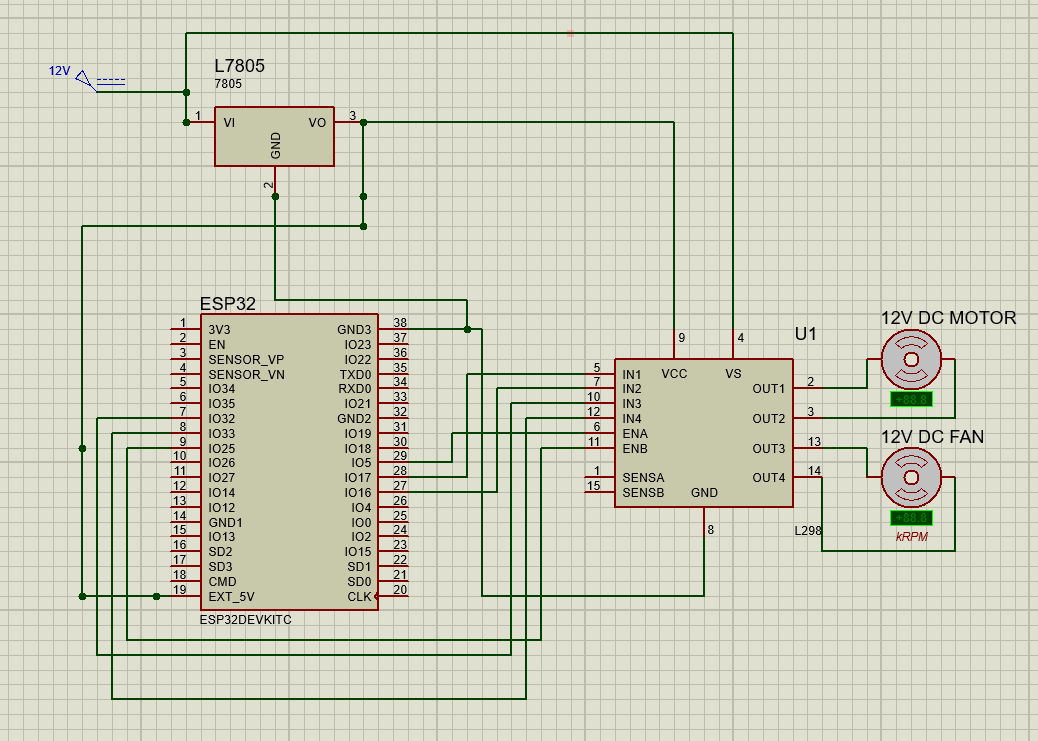 12V
L7805
7805
1 VI VO 3
GND
2
ESP32
1 3V3 GND3 38
2 EN IO23 37
3 SENSOR_VP IO22 36
4 SENSOR_VN TXD0 35
5 IO34 RXD0 34
6 IO35 IO21 33
7 IO32 GND2 32
8 IO33 IO19 31
9 IO25 IO18 30
10 IO26 IO5 29
11 IO27 IO17 28
12 IO14 IO16 27
13 IO12 IO4 26
14 GND1 IO0 25
15 IO13 IO2 24
16 SD2 IO15 23
17 SD3 SD1 22
18 CMD SD0 21
19 EXT_5V CLK 20
ESP32DEVKITC
U1
9 4
VCC VS
5 IN1
7 IN2
10 IN3
12 IN4
6 ENA
11 ENB
1 SENSA
15 SENSB
GND
8
OUT1 2
OUT2 3
OUT3 13
OUT4 14
L298
12V DC MOTOR
+88.8
12V DC FAN
+88.8
kRPM